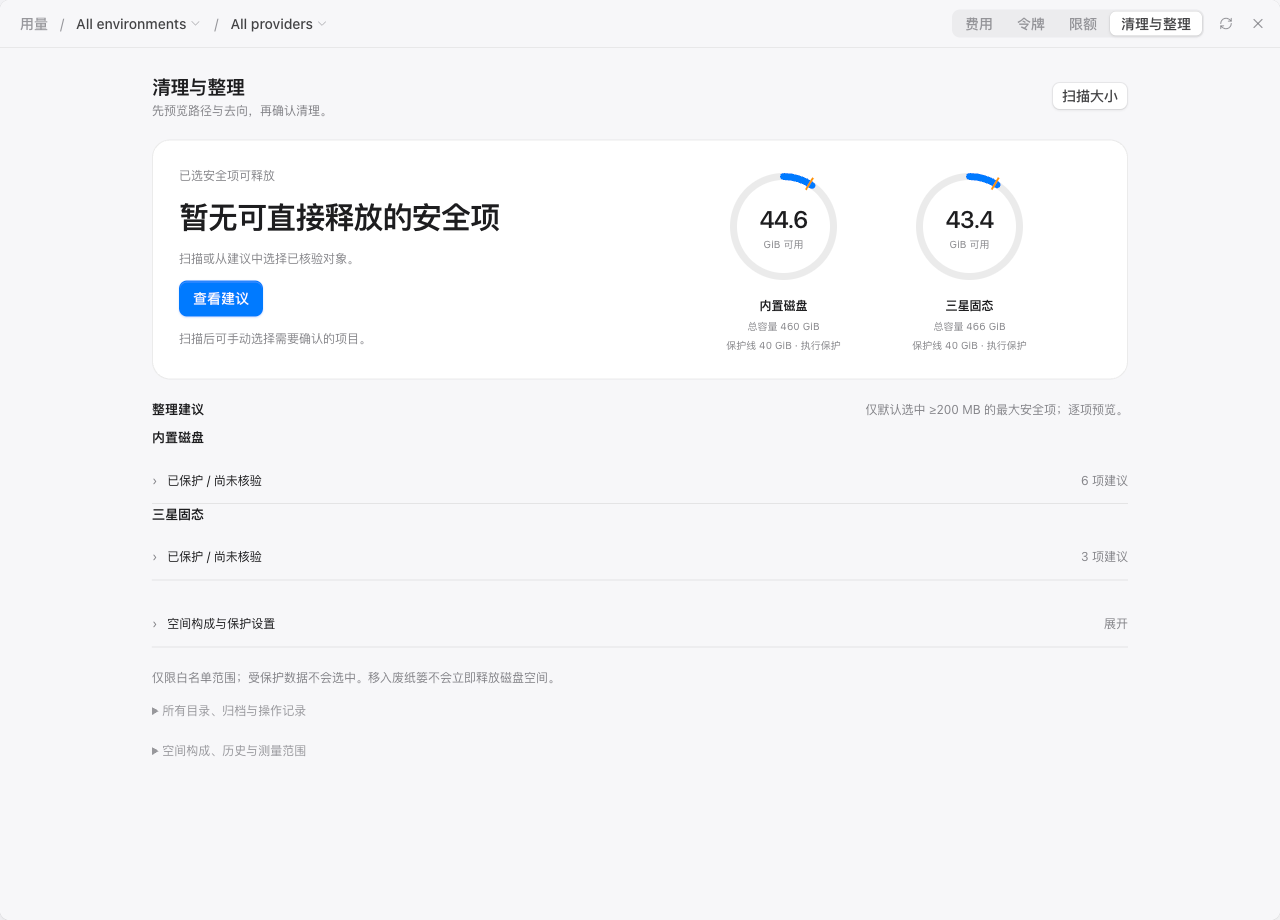 用量 / All environments / All providers
费用 令牌 限额 清理与整理
清理与整理
先预览路径与去向，再确认清理。
扫描大小
已选安全项可释放
暂无可直接释放的安全项
扫描或从建议中选择已核验对象。
查看建议
扫描后可手动选择需要确认的项目。
44.6
GiB 可用
内置磁盘
总容量 460 GiB
保护线 40 GiB · 执行保护
43.4
GiB 可用
三星固态
总容量 466 GiB
保护线 40 GiB · 执行保护
整理建议
仅默认选中 ≥200 MB 的最大安全项；逐项预览。
内置磁盘
› 已保护 / 尚未核验
6 项建议
三星固态
› 已保护 / 尚未核验
3 项建议
› 空间构成与保护设置
展开
仅限白名单范围；受保护数据不会选中。移入废纸篓不会立即释放磁盘空间。
▶ 所有目录、归档与操作记录
▶ 空间构成、历史与测量范围